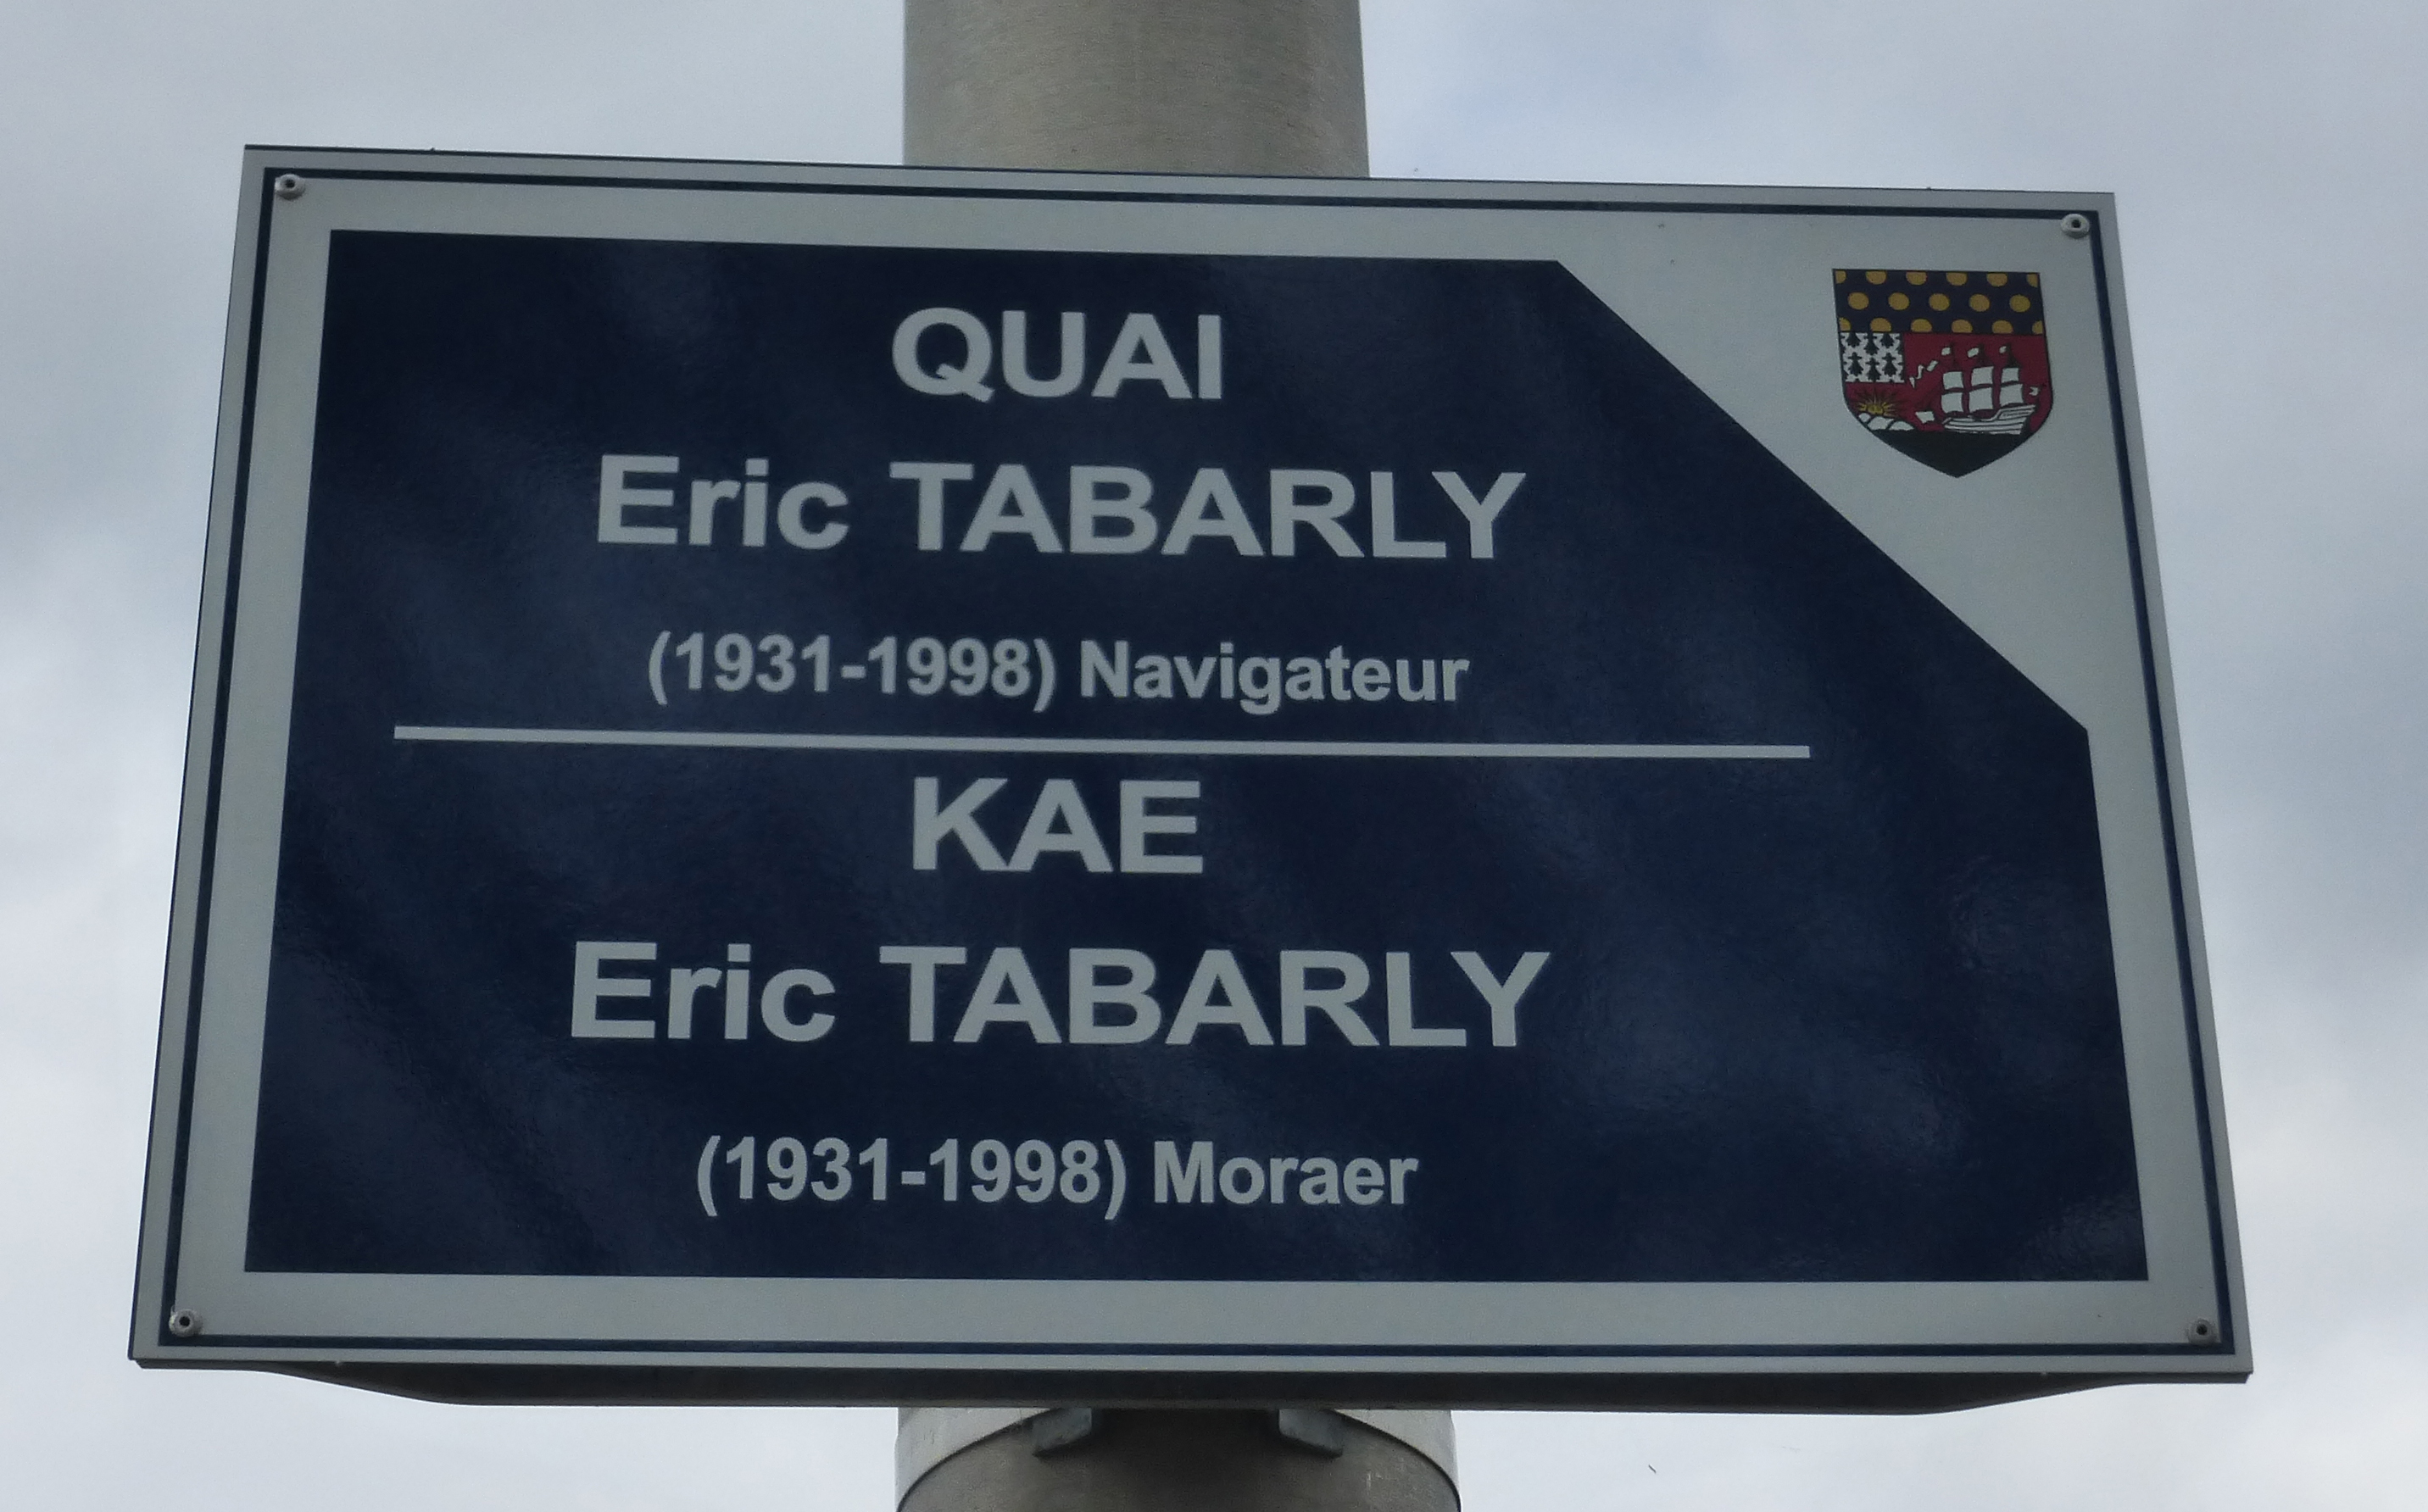 QUAI
Eric TABARLY
(1931-1998) Navigateur
KAE
Eric TABARLY
(1931-1998) Moraer